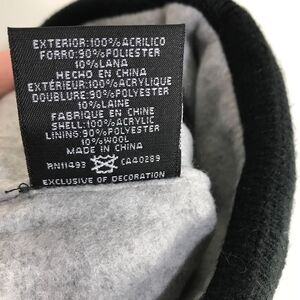 EXTERIOR:100%ACRILICO
FORRO:90%POLIESTER
10%LANA
HECHO EN CHINA
EXTÉRIEUR:100%ACRYLIQUE
DOUBLURE:90%POLYESTER
10%LAINE
FABRIQUE EN CHINE
SHELL:100%ACRYLIC
LINING:90%POLYESTER
10%WOOL
MADE IN CHINA
RN11493 CA40289
EXCLUSIVE OF DECORATION